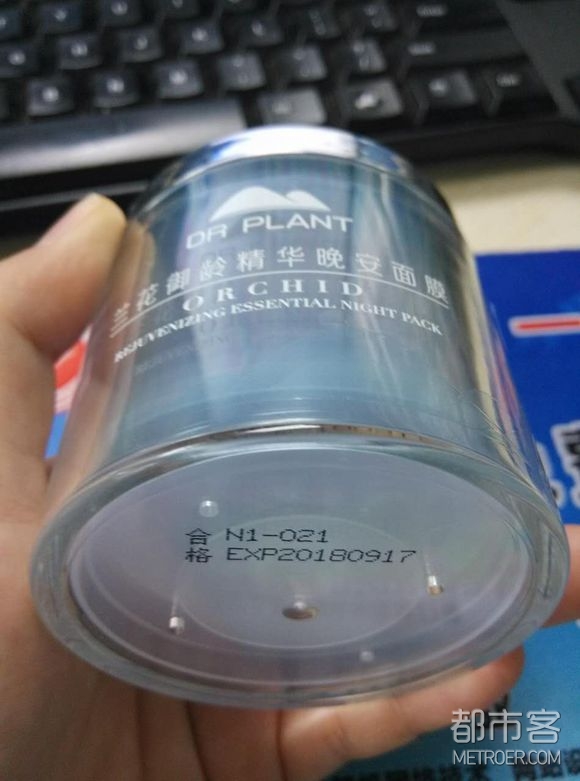 DR PLANT
兰花御龄精华晚安面膜
ORCHID
REJUVENIZING ESSENTIAL NIGHT PACK
合 N1-021
格 EXP20180917
都市客
METROER.COM